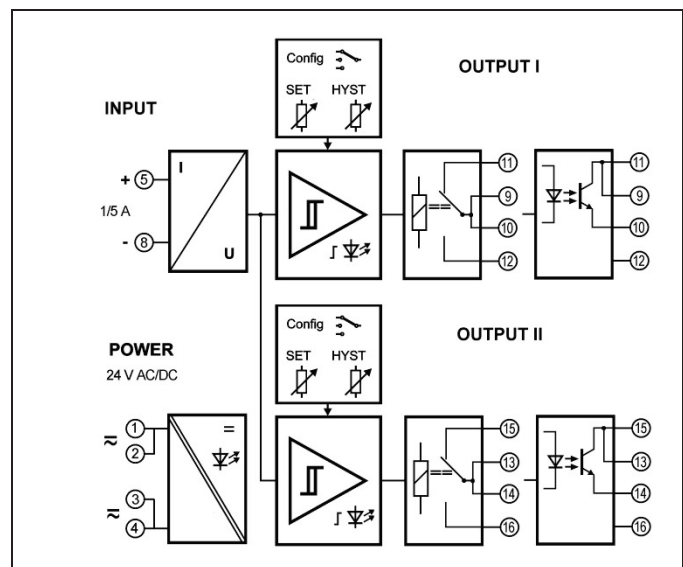 Config
OUTPUT I
SET HYST
INPUT
+ 5
I
1/5 A
- 8
U
11
9
10
12
11
9
10
12
Config
OUTPUT II
SET HYST
POWER
24 V AC/DC
≂ 1
2
=
≂ 3
4
15
13
14
16
15
13
14
16